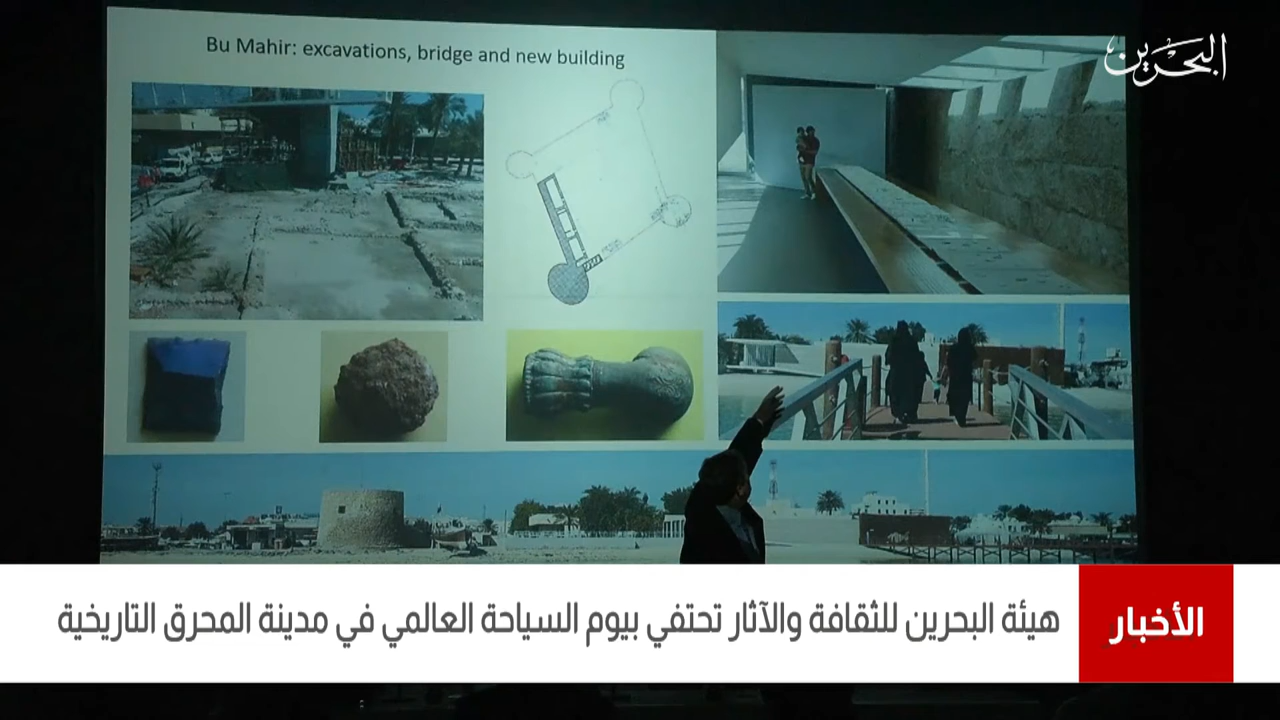 Bu Mahir: excavations, bridge and new building
البحرين
هيئة البحرين للثقافة والآثار تحتفي بيوم السياحة العالمي في مدينة المحرق التاريخية
الأخبار